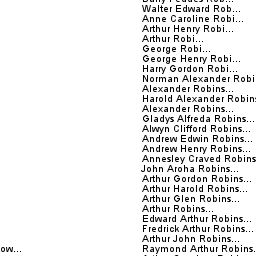 Walter Edward Rob...
Anne Caroline Robi...
Arthur Henry Robi...
Arthur Robi...
George Robi...
George Henry Robi...
Harry Gordon Robi...
Norman Alexander Robi
Alexander Robins...
Harold Alexander Robins
Alexander Robins...
Gladys Alfreda Robins...
Alwyn Clifford Robins...
Andrew Edwin Robins...
Andrew Henry Robins...
Annesley Craved Robins
John Aroha Robins...
Arthur Gordon Robins...
Arthur Harold Robins...
Arthur Glen Robins...
Arthur Robins...
Edward Arthur Robins...
Fredrick Arthur Robins...
Arthur John Robins...
ow... Raymond Arthur Robins.